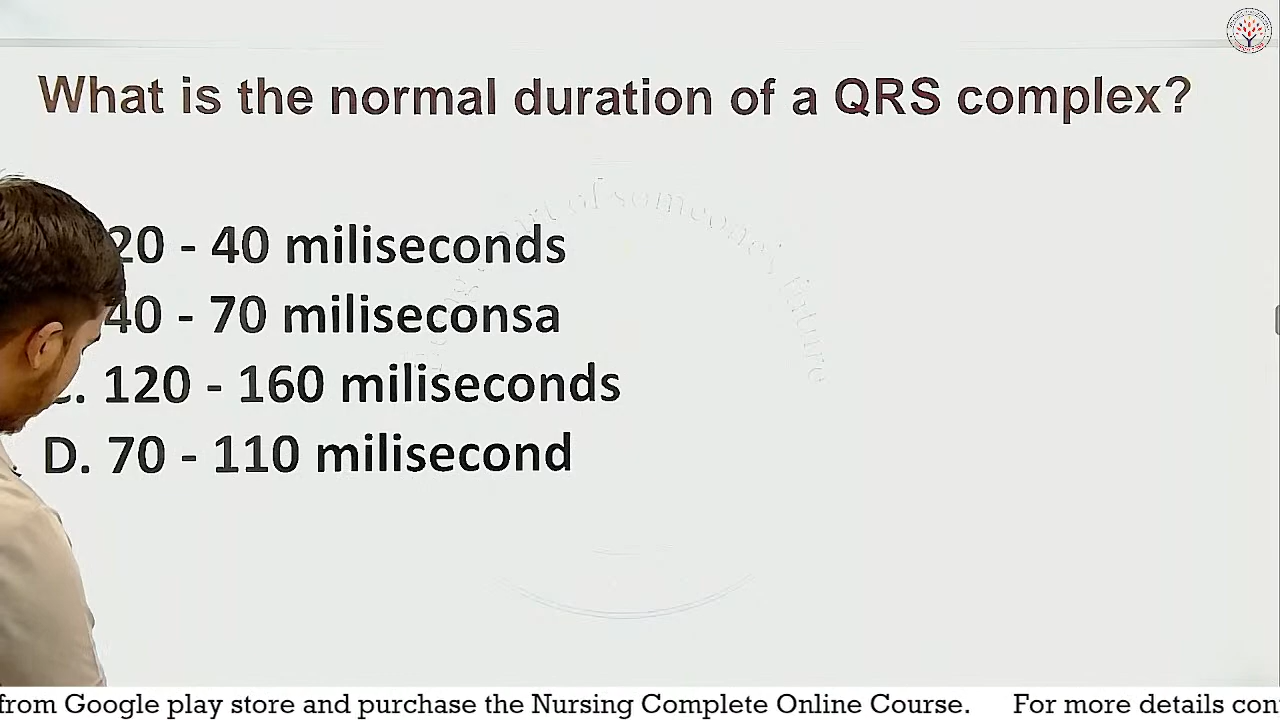 What is the normal duration of a QRS complex?
20 - 40 miliseconds
40 - 70 miliseconsa
C. 120 - 160 miliseconds
D. 70 - 110 milisecond
from Google play store and purchase the Nursing Complete Online Course. For more details con